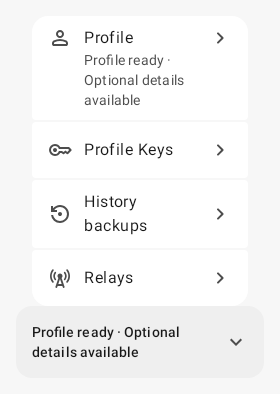 Profile
Profile ready ·
Optional details
available
Profile Keys
History
backups
Relays
Profile ready · Optional
details available